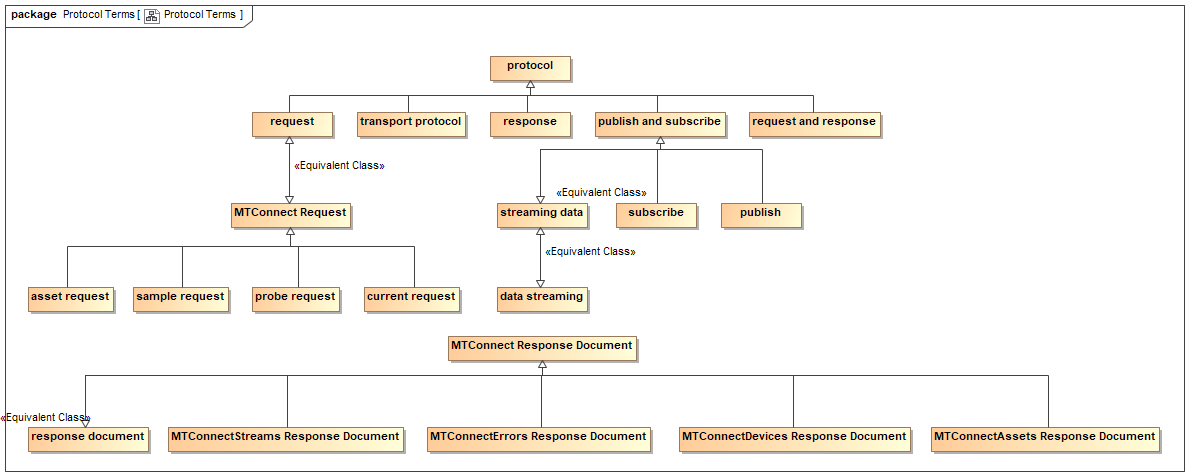 package Protocol Terms [ Protocol Terms ]
protocol
request
transport protocol
response
publish and subscribe
request and response
«Equivalent Class»
«Equivalent Class»
MTConnect Request
streaming data
subscribe
publish
«Equivalent Class»
asset request
sample request
probe request
current request
data streaming
MTConnect Response Document
«Equivalent Class»
response document
MTConnectStreams Response Document
MTConnectErrors Response Document
MTConnectDevices Response Document
MTConnectAssets Response Document